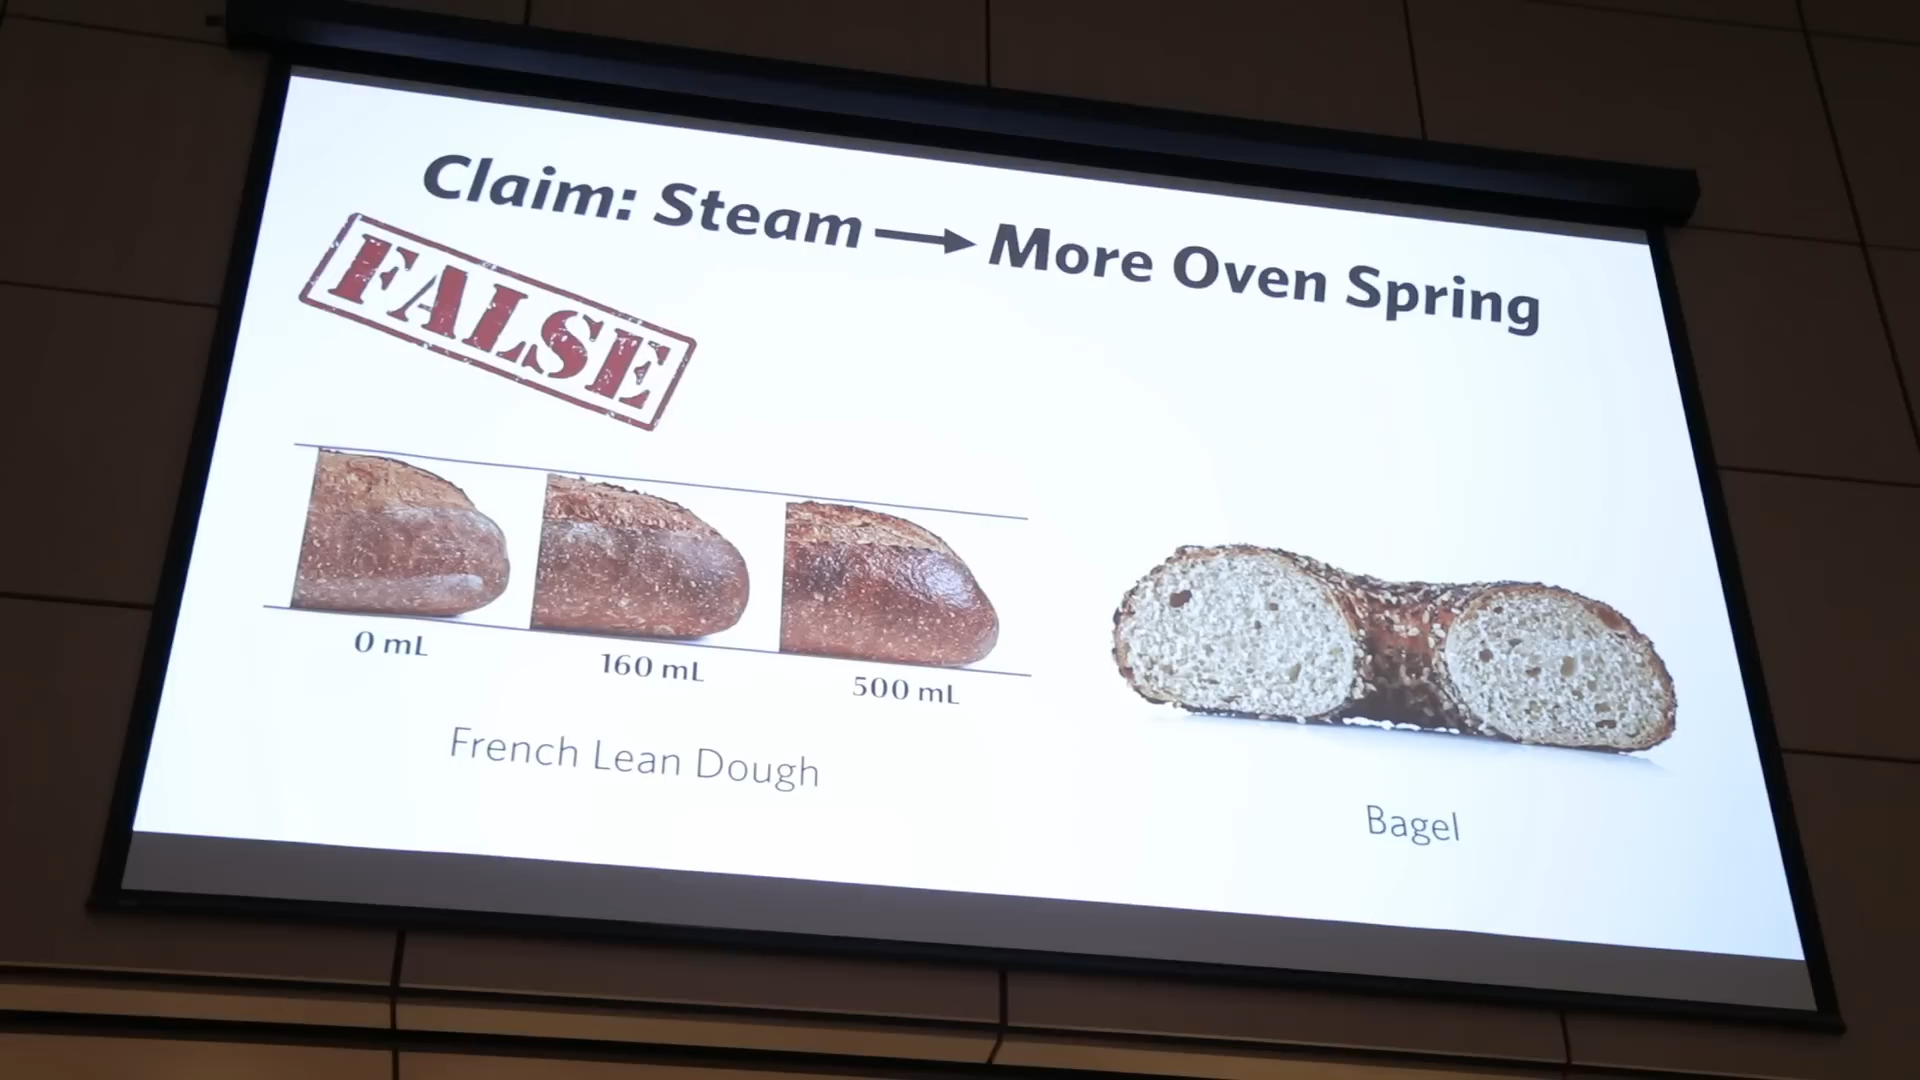 Claim: Steam → More Oven Spring
FALSE
0 mL
160 mL
500 mL
French Lean Dough
Bagel